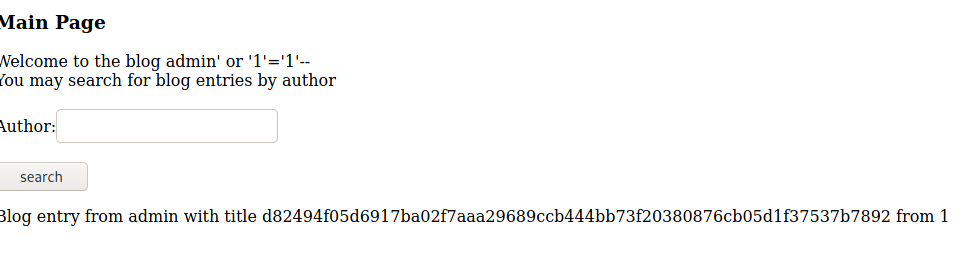 Main Page
Welcome to the blog admin' or '1'='1'--
You may search for blog entries by author
Author:
search
Blog entry from admin with title d82494f05d6917ba02f7aaa29689ccb444bb73f20380876cb05d1f37537b7892 from 1